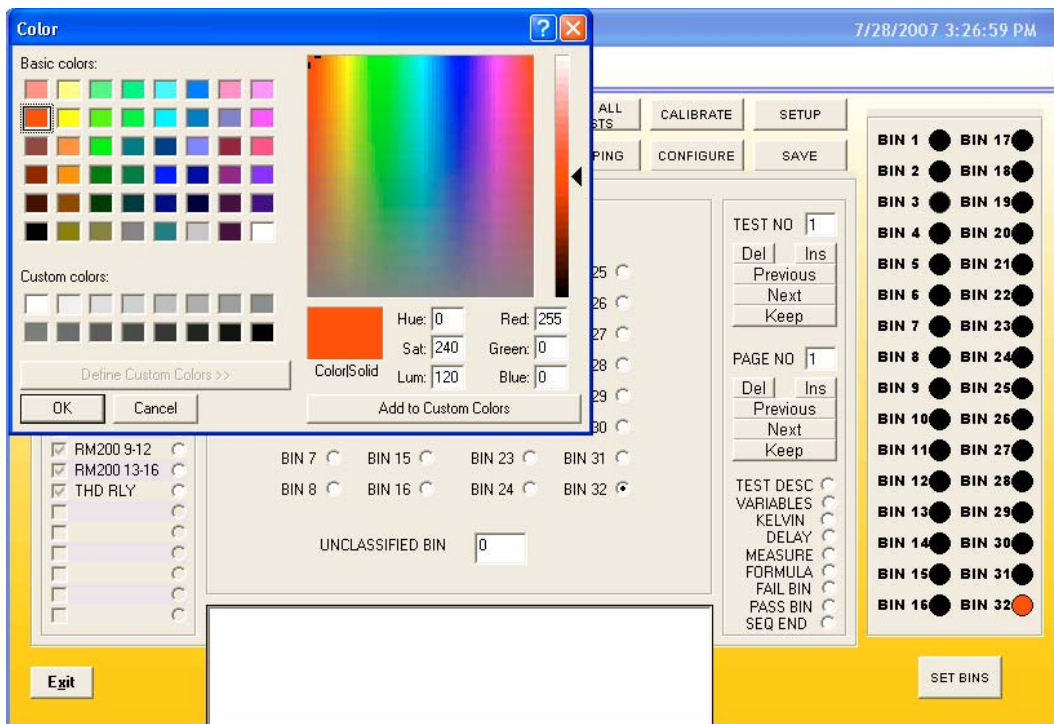 Color
7/28/2007 3:26:59 PM
Basic colors:
Custom colors:
Define Custom Colors >>
OK Cancel
Color|Solid
Hue: 0 Red: 255
Sat: 240 Green: 0
Lum: 120 Blue: 0
Add to Custom Colors
ALL CALIBRATE SETUP
STS
PING CONFIGURE SAVE
25
26
27
28
29
30
BIN 7 BIN 15 BIN 23 BIN 31
BIN 8 BIN 16 BIN 24 BIN 32
UNCLASSIFIED BIN 0
RM200 9-12
RM200 13-16
THD RLY
TEST NO 1
Del Ins
Previous
Next
Keep
PAGE NO 1
Del Ins
Previous
Next
Keep
TEST DESC
VARIABLES
KELVIN
DELAY
MEASURE
FORMULA
FAIL BIN
PASS BIN
SEQ END
BIN 1 BIN 17
BIN 2 BIN 18
BIN 3 BIN 19
BIN 4 BIN 20
BIN 5 BIN 21
BIN 6 BIN 22
BIN 7 BIN 23
BIN 8 BIN 24
BIN 9 BIN 25
BIN 10 BIN 26
BIN 11 BIN 27
BIN 12 BIN 28
BIN 13 BIN 29
BIN 14 BIN 30
BIN 15 BIN 31
BIN 16 BIN 32
Exit
SET BINS